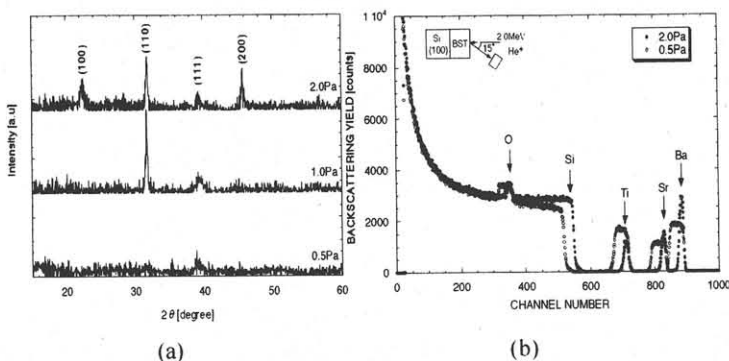 (a)
(100)
(110)
(111)
(200)
2.0Pa
1.0Pa
0.5Pa
Intensity [a.u]
20 30 40 50 60
2θ [degree]
(a)
(b)
1 10⁴
8000
6000
4000
2000
0
BACKSCATTERING YIELD [counts]
Si
(100)
BST
2.0MeV
15°
He⁺
2.0Pa
0.5Pa
O
Si
Ti
Sr
Ba
0 200 400 600 800 1000
CHANNEL NUMBER
(b)